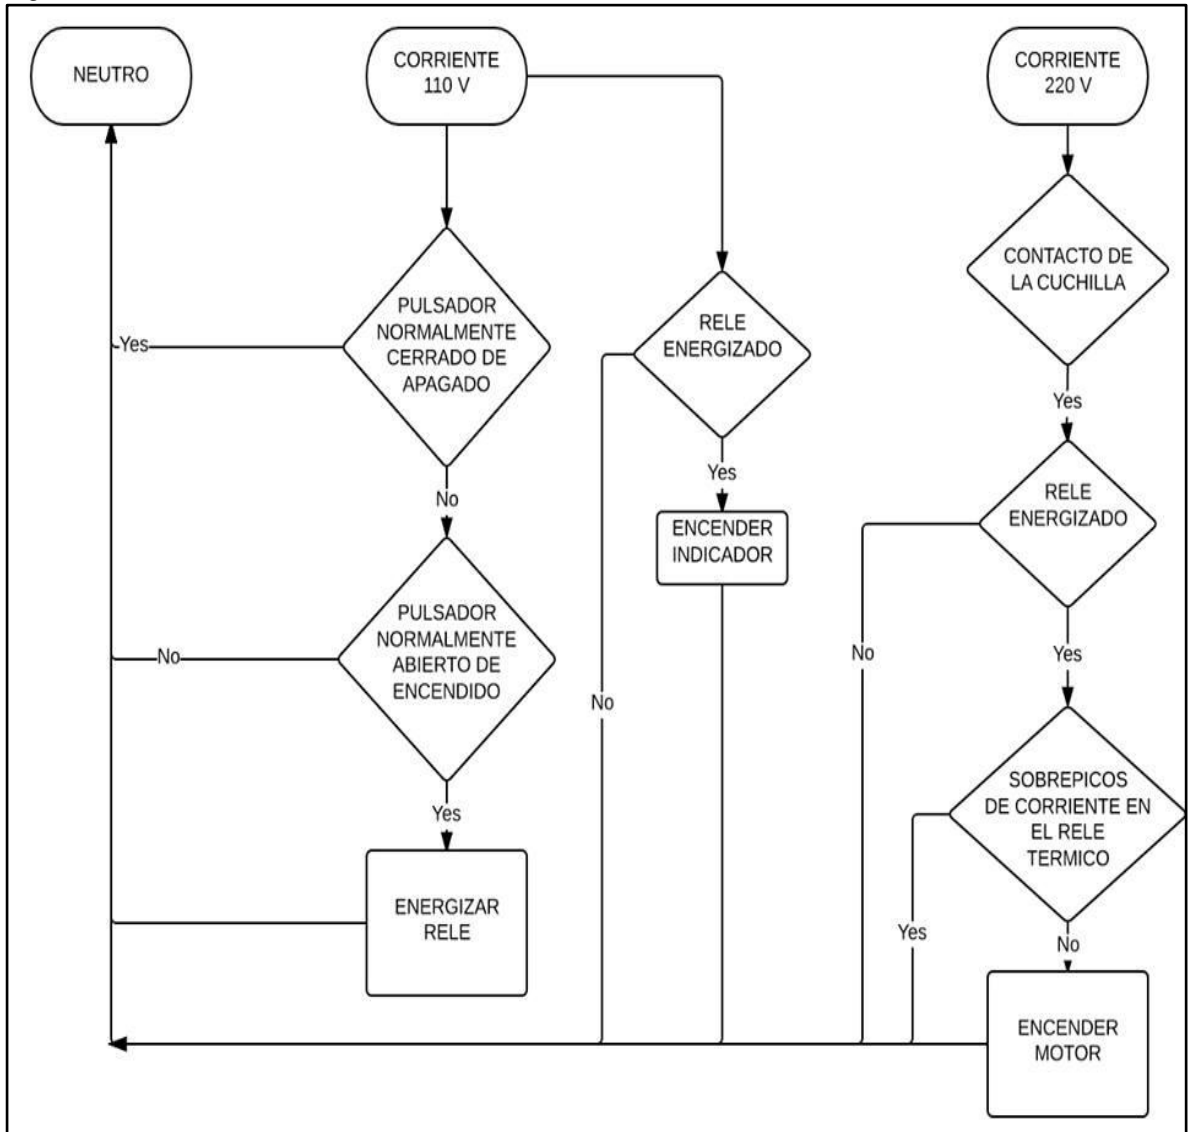 NEUTRO
CORRIENTE
110 V
CORRIENTE
220 V
CONTACTO DE
LA CUCHILLA
PULSADOR
NORMALMENTE
CERRADO DE
APAGADO
Yes
RELE
ENERGIZADO
Yes
Yes
No
RELE
ENERGIZADO
ENCENDER
INDICADOR
PULSADOR
NORMALMENTE
ABIERTO DE
ENCENDIDO
No
No
Yes
No
SOBREPICOS
DE CORRIENTE EN
EL RELE
TERMICO
Yes
ENERGIZAR
RELE
Yes
No
ENCENDER
MOTOR